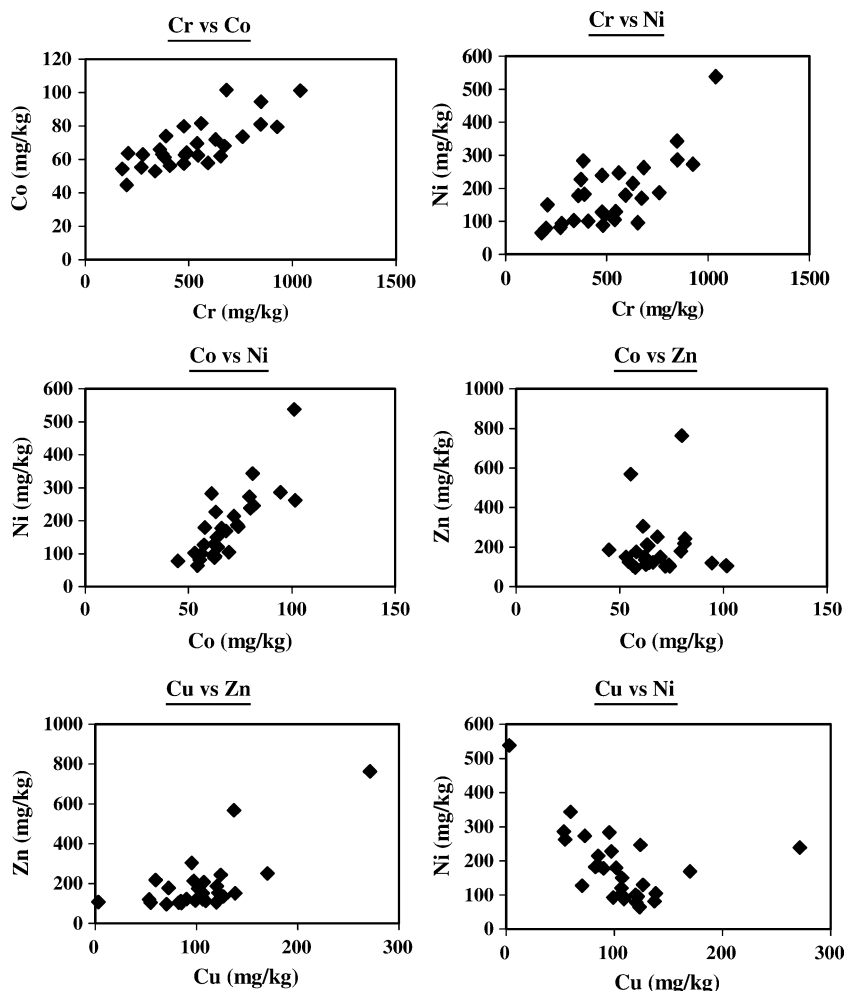 Cr vs Co
Co (mg/kg)
120
100
80
60
40
20
0
0 500 1000 1500
Cr (mg/kg)
Cr vs Ni
Ni (mg/kg)
600
500
400
300
200
100
0
0 500 1000 1500
Cr (mg/kg)
Co vs Ni
Ni (mg/kg)
600
500
400
300
200
100
0
0 50 100 150
Co (mg/kg)
Co vs Zn
Zn (mg/kfg)
1000
800
600
400
200
0
0 50 100 150
Co (mg/kg)
Cu vs Zn
Zn (mg/kg)
1000
800
600
400
200
0
0 100 200 300
Cu (mg/kg)
Cu vs Ni
Ni (mg/kg)
600
500
400
300
200
100
0
0 100 200 300
Cu (mg/kg)